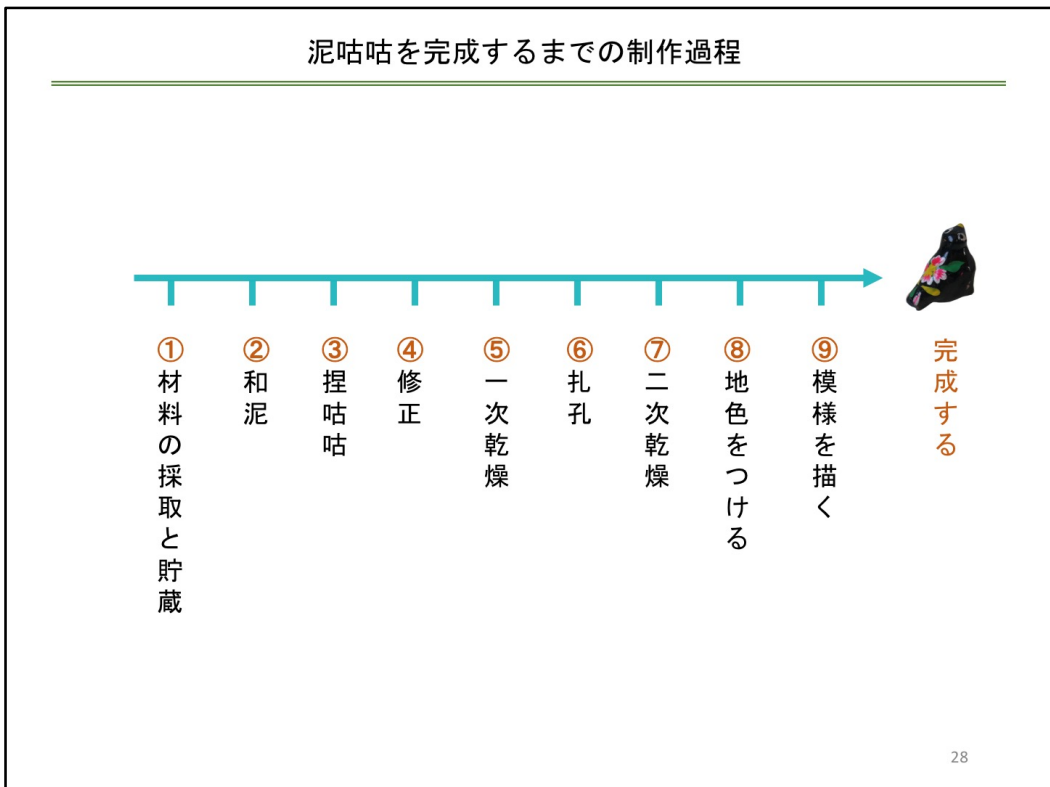 泥咕咕を完成するまでの制作過程
①材料の採取と貯蔵
②和泥
③捏咕咕
④修正
⑤一次乾燥
⑥扎孔
⑦二次乾燥
⑧地色をつける
⑨模様を描く
完成する
28